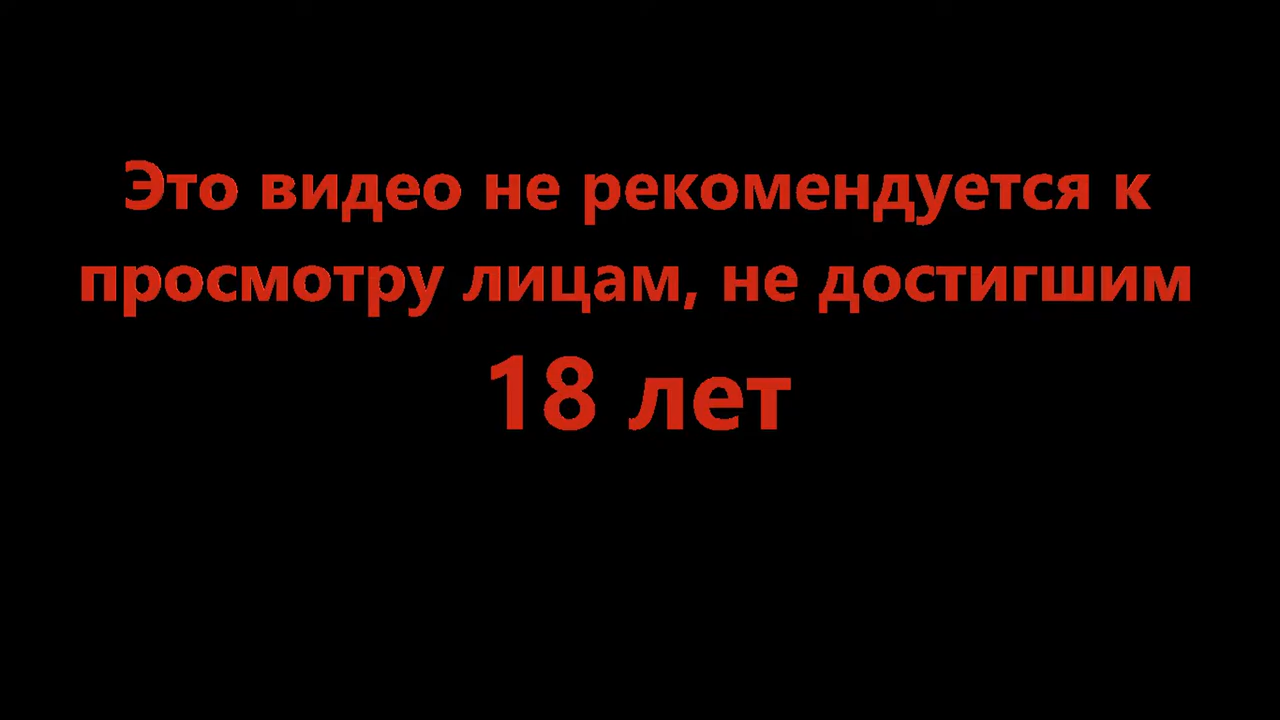 Это видео не рекомендуется к
просмотру лицам, не достигшим
18 лет